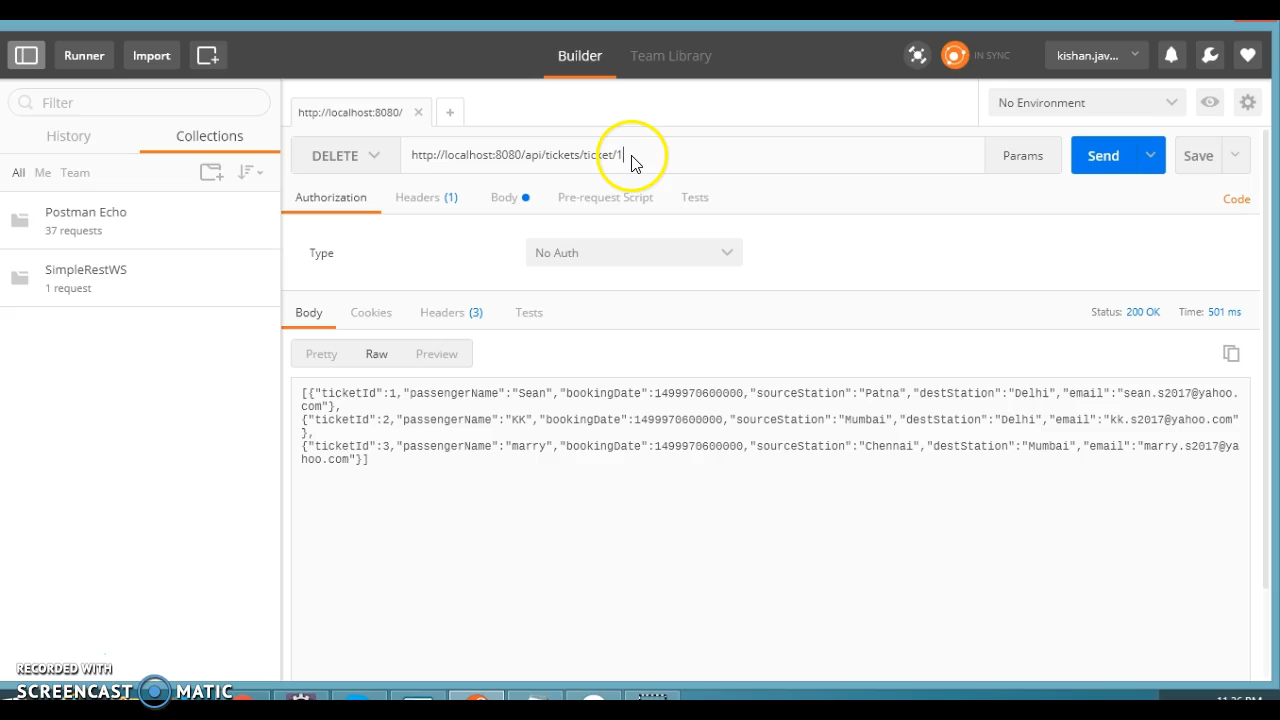 Runner
Import
Builder
Team Library
IN SYNC
kishan.jav...
Filter
http://localhost:8080/
No Environment
History
Collections
DELETE
http://localhost:8080/api/tickets/ticket/1
Params
Send
Save
All Me Team
Authorization
Headers (1)
Body
Pre-request Script
Tests
Code
Postman Echo
37 requests
Type
No Auth
SimpleRestWS
1 request
Body
Cookies
Headers (3)
Tests
Status: 200 OK
Time: 501 ms
Pretty
Raw
Preview
[{"ticketId":1,"passengerName":"Sean","bookingDate":1499970600000,"sourceStation":"Patna","destStation":"Delhi","email":"sean.s2017@yahoo.
com"},
{"ticketId":2,"passengerName":"KK","bookingDate":1499970600000,"sourceStation":"Mumbai","destStation":"Delhi","email":"kk.s2017@yahoo.com"
},
{"ticketId":3,"passengerName":"marry","bookingDate":1499970600000,"sourceStation":"Chennai","destStation":"Mumbai","email":"marry.s2017@ya
hoo.com"}]
RECORDED WITH
SCREENCAST MATIC